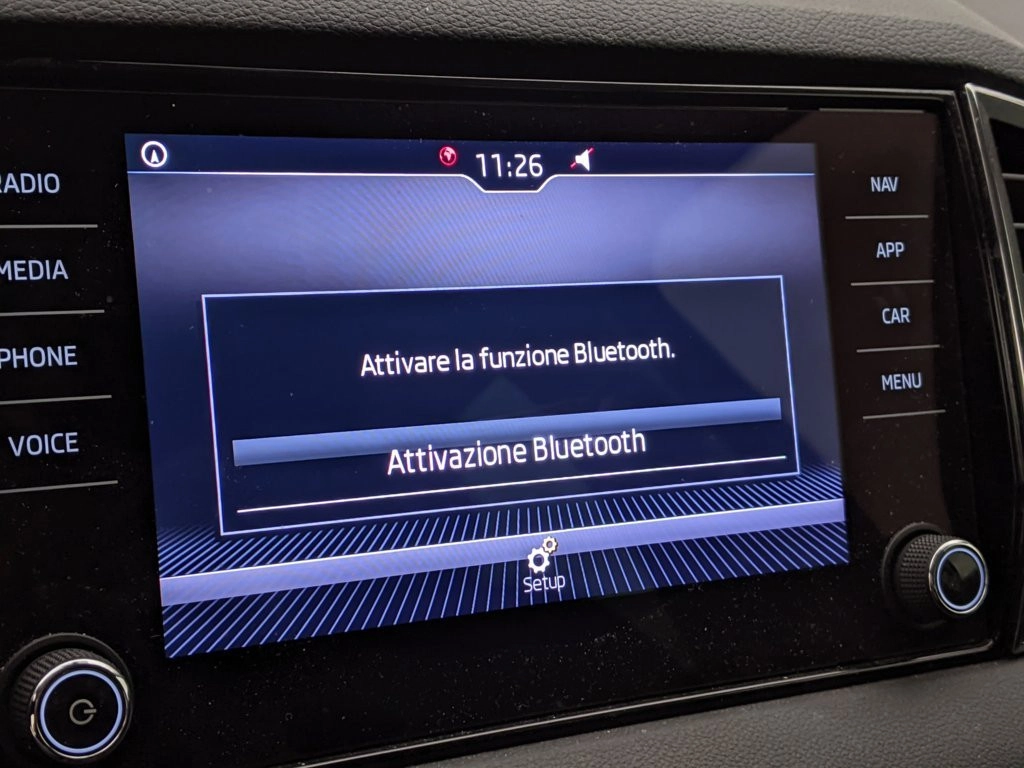 11:26
RADIO
MEDIA
PHONE
VOICE
Attivare la funzione Bluetooth.
Attivazione Bluetooth
Setup
NAV
APP
CAR
MENU